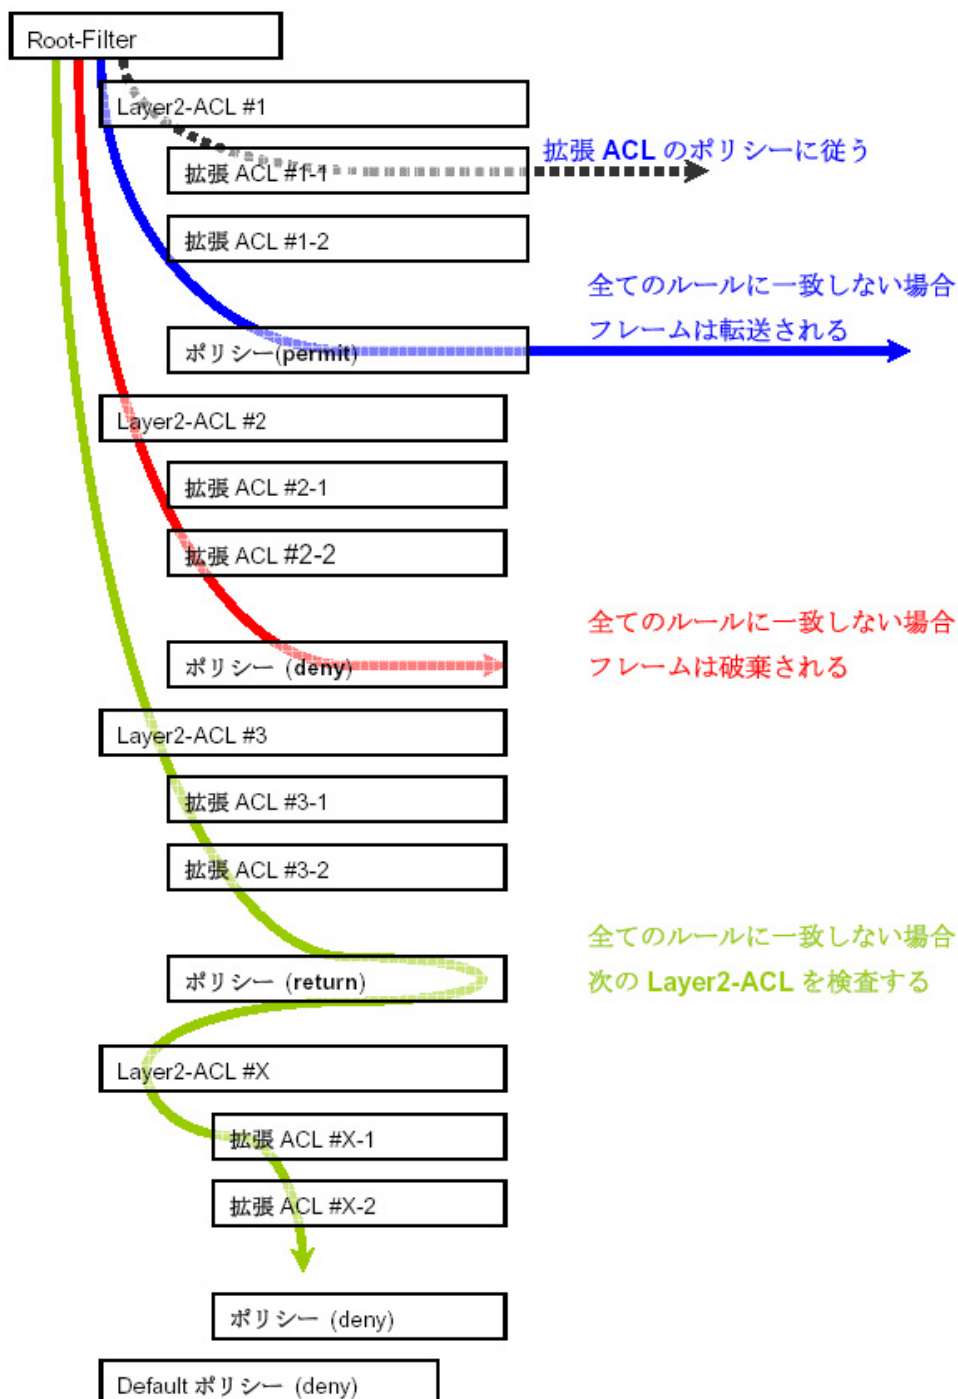 Root-Filter
Layer2-ACL #1
拡張 ACL のポリシーに従う
拡張 ACL #1-1
拡張 ACL #1-2
全てのルールに一致しない場合
フレームは転送される
ポリシー(permit)
Layer2-ACL #2
拡張 ACL #2-1
拡張 ACL #2-2
全てのルールに一致しない場合
フレームは破棄される
ポリシー (deny)
Layer2-ACL #3
拡張 ACL #3-1
拡張 ACL #3-2
全てのルールに一致しない場合
次の Layer2-ACL を検査する
ポリシー (return)
Layer2-ACL #X
拡張 ACL #X-1
拡張 ACL #X-2
ポリシー (deny)
Default ポリシー (deny)